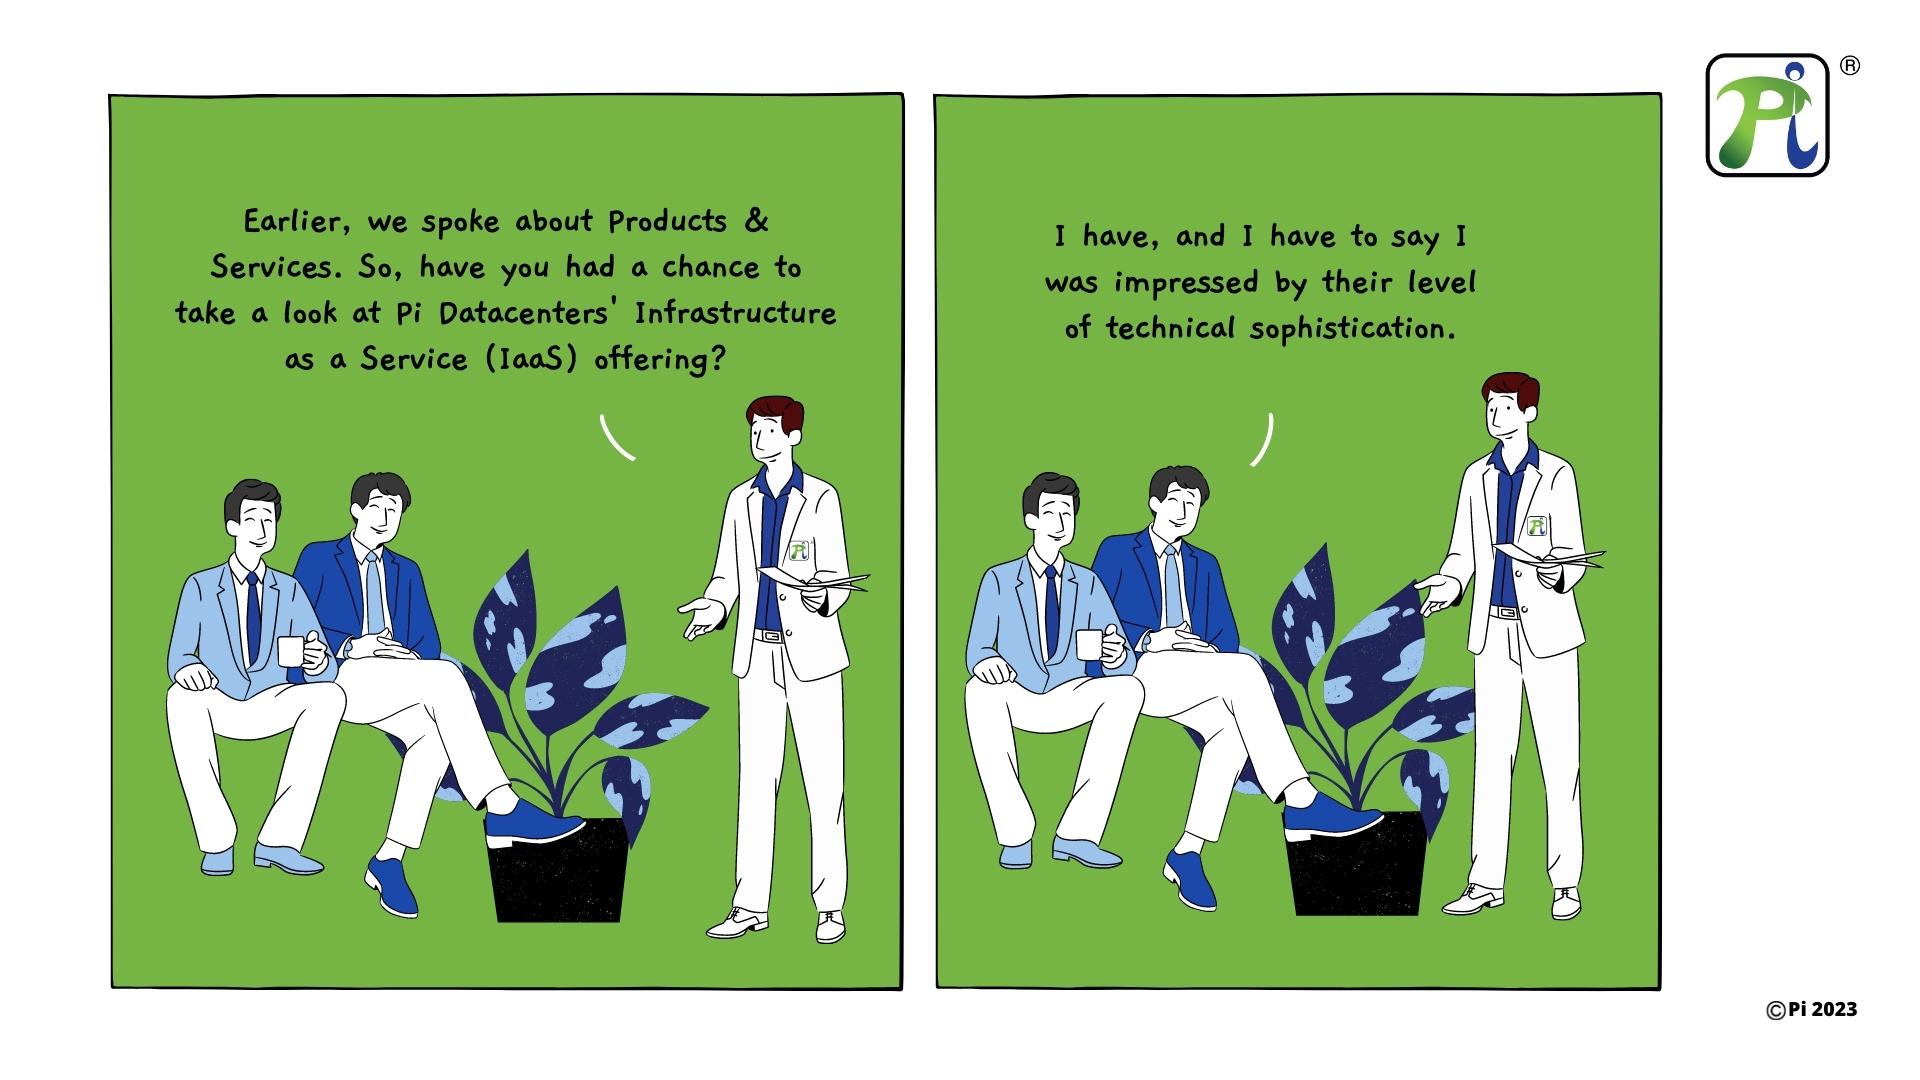 Earlier, we spoke about Products &
Services. So, have you had a chance to
take a look at Pi Datacenters' Infrastructure
as a Service (IaaS) offering?
I have, and I have to say I
was impressed by their level
of technical sophistication.
Pi ®
Pi
Pi
©Pi 2023